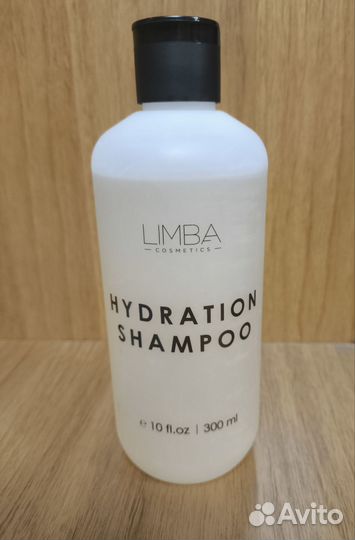 LIMBA
COSMETICS
HYDRATION
SHAMPOO
e 10 fl.oz | 300 ml
Avito